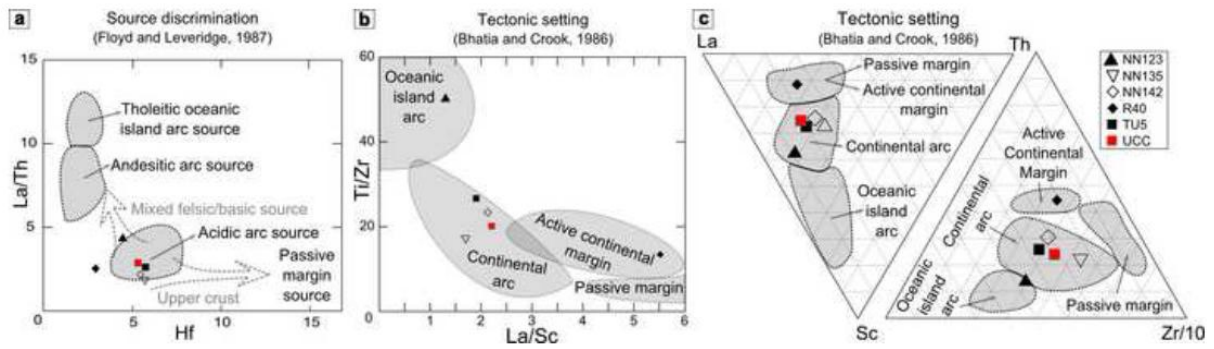 a
Source discrimination
(Floyd and Leveridge, 1987)
15
10
5
0
La/Th
Tholeitic oceanic
island arc source
Andesitic arc source
Mixed felsic/basic source
Acidic arc source
Passive
margin
source
Upper crust
0
5
10
15
Hf
b
Tectonic setting
(Bhatia and Crook, 1986)
60
40
20
0
Ti/Zr
Oceanic
island
arc
Active continental
margin
Continental
arc
Passive margin
0
1
2
3
4
5
6
La/Sc
c
Tectonic setting
(Bhatia and Crook, 1986)
La
Th
Passive margin
Active continental
margin
Continental arc
Oceanic
island
arc
Sc
Active
Continental
Margin
Continental
arc
Oceanic
island
arc
Passive margin
Zr/10
NN123
NN135
NN142
R40
TU5
UCC